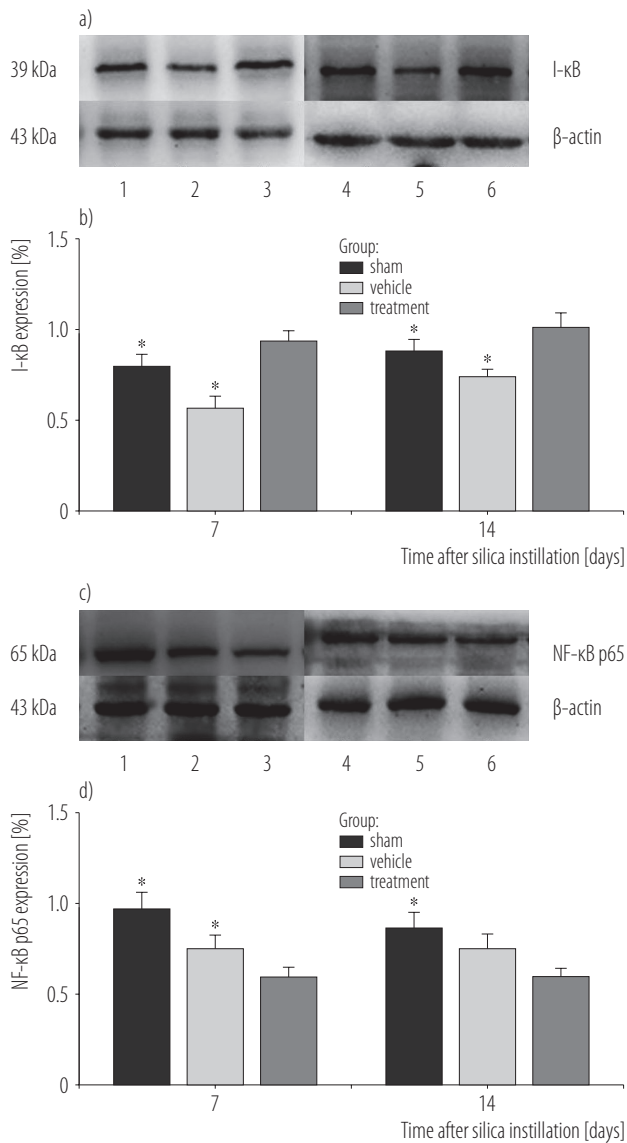 a)
39 kDa
I-κB
43 kDa
β-actin
1 2 3 4 5 6
b)
I-κB expression [%]
1.5
1.0
0.5
0
Group:
sham
vehicle
treatment
* * * *
7 14
Time after silica instillation [days]
c)
65 kDa
NF-κB p65
43 kDa
β-actin
1 2 3 4 5 6
d)
NF-κB p65 expression [%]
1.5
1.0
0.5
0
Group:
sham
vehicle
treatment
* * *
7 14
Time after silica instillation [days]